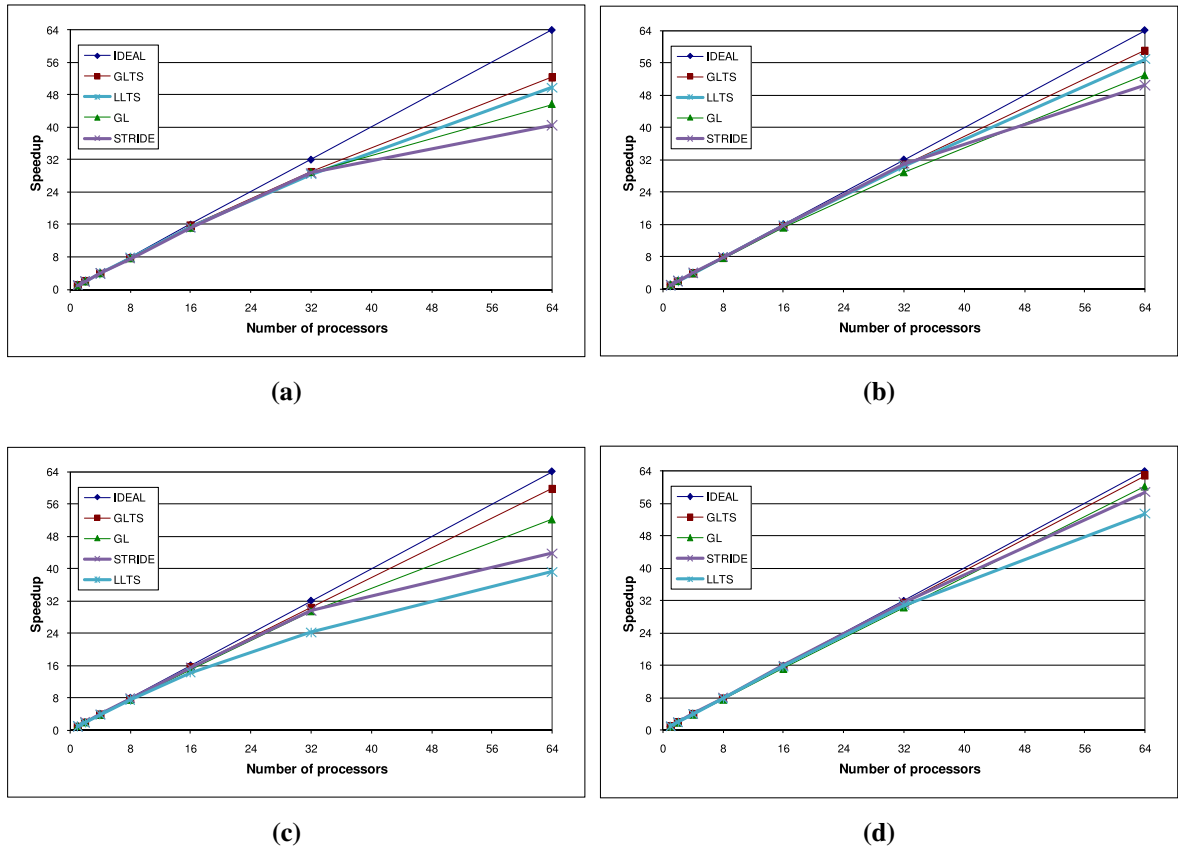 64
56
48
40
32
24
16
8
0
Speedup
IDEAL
GLTS
LLTS
GL
STRIDE
0 8 16 24 32 40 48 56 64
Number of processors
(a)
64
56
48
40
32
24
16
8
0
Speedup
IDEAL
GLTS
LLTS
GL
STRIDE
0 8 16 24 32 40 48 56 64
Number of processors
(b)
64
56
48
40
32
24
16
8
0
Speedup
IDEAL
GLTS
GL
STRIDE
LLTS
0 8 16 24 32 40 48 56 64
Number of processors
(c)
64
56
48
40
32
24
16
8
0
Speedup
IDEAL
GLTS
GL
STRIDE
LLTS
0 8 16 24 32 40 48 56 64
Number of processors
(d)